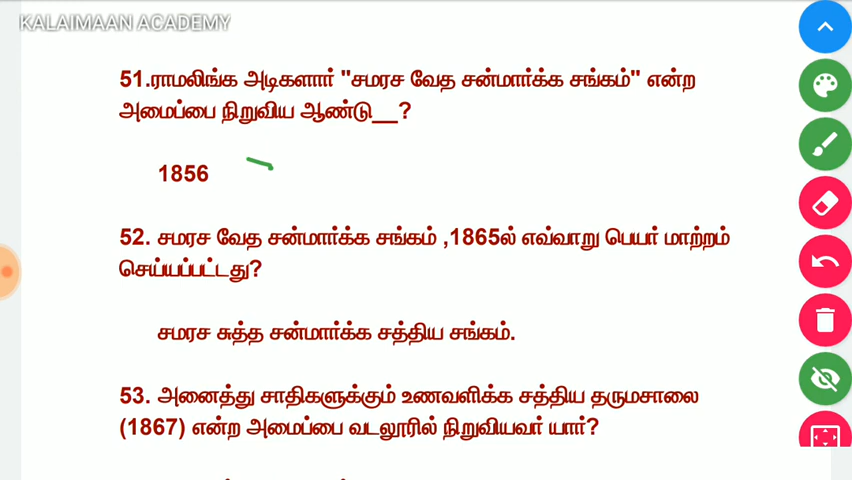 KALAIMAAN ACADEMY
51.ராமலிங்க அடிகளார் "சமரச வேத சன்மார்க்க சங்கம்" என்ற
அமைப்பை நிறுவிய ஆண்டு__?
1856
52. சமரச வேத சன்மார்க்க சங்கம் ,1865ல் எவ்வாறு பெயர் மாற்றம்
செய்யப்பட்டது?
சமரச சுத்த சன்மார்க்க சத்திய சங்கம்.
53. அனைத்து சாதிகளுக்கும் உணவளிக்க சத்திய தருமசாலை
(1867) என்ற அமைப்பை வடலூரில் நிறுவியவர் யார்?